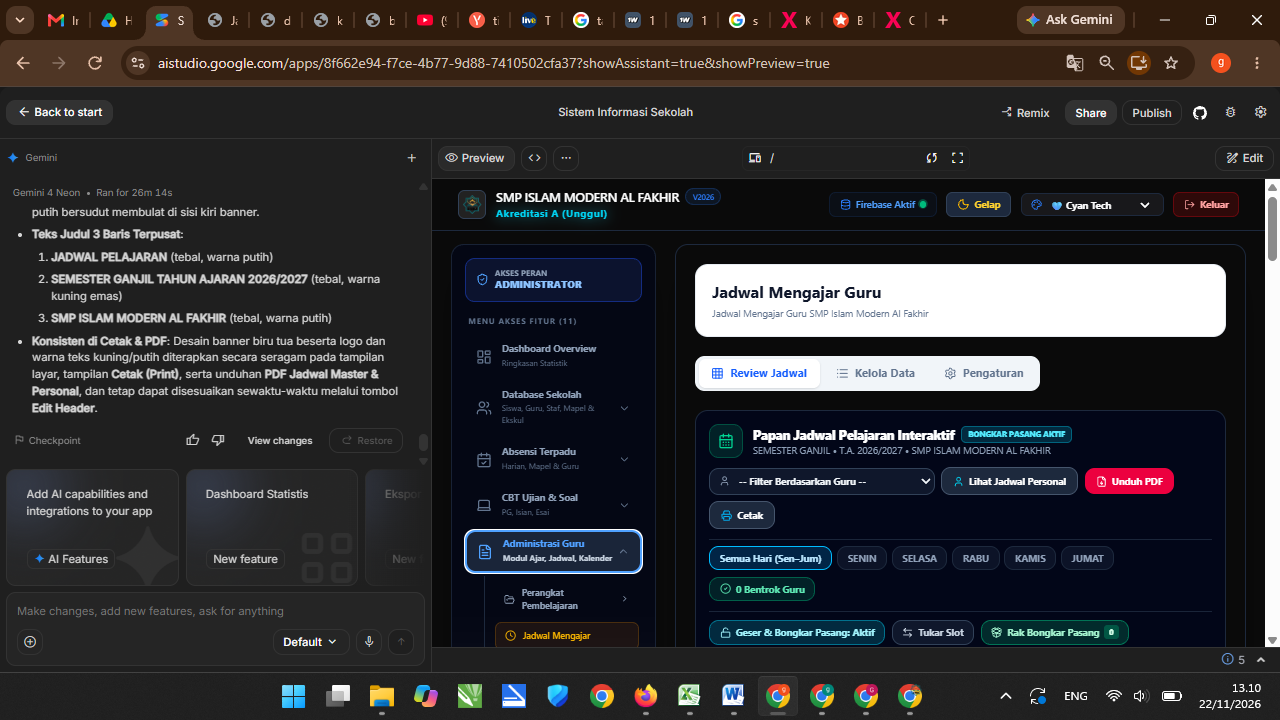 Ask Gemini
aistudio.google.com/apps/8f662e94-f7ce-4b77-9d88-7410502cfa37?showAssistant=true&showPreview=true
g
Back to start
Sistem Informasi Sekolah
Remix
Share
Publish
Gemini
Preview
/
Edit
Gemini 4 Neon • Ran for 26m 14s
putih bersudut membulat di sisi kiri banner.
• Teks Judul 3 Baris Terpusat:
1. JADWAL PELAJARAN (tebal, warna putih)
2. SEMESTER GANJIL TAHUN AJARAN 2026/2027 (tebal, warna
kuning emas)
3. SMP ISLAM MODERN AL FAKHIR (tebal, warna putih)
• Konsisten di Cetak & PDF: Desain banner biru tua beserta logo dan
warna teks kuning/putih diterapkan secara seragam pada tampilan
layar, tampilan Cetak (Print), serta unduhan PDF Jadwal Master &
Personal, dan tetap dapat disesuaikan sewaktu-waktu melalui tombol
Edit Header.
Checkpoint
View changes
Restore
Add AI capabilities and
integrations to your app
AI Features
Dashboard Statistis
New feature
Ekspo
New
Make changes, add new features, ask for anything
Default
SMP ISLAM MODERN AL FAKHIR
V2026
Akreditasi A (Unggul)
Firebase Aktif
Gelap
Cyan Tech
Keluar
AKSES PERAN
ADMINISTRATOR
MENU AKSES FITUR (11)
Dashboard Overview
Ringkasan Statistik
Database Sekolah
Siswa, Guru, Staf, Mapel &
Ekskul
Absensi Terpadu
Harian, Mapel & Guru
CBT Ujian & Soal
PG, Isian, Esai
Administrasi Guru
Modul Ajar, Jadwal, Kalender
Perangkat
Pembelajaran
Jadwal Mengajar
Jadwal Mengajar Guru
Jadwal Mengajar Guru SMP Islam Modern Al Fakhir
Review Jadwal
Kelola Data
Pengaturan
Papan Jadwal Pelajaran Interaktif
BONGKAR PASANG AKTIF
SEMESTER GANJIL • T.A. 2026/2027 • SMP ISLAM MODERN AL FAKHIR
-- Filter Berdasarkan Guru --
Lihat Jadwal Personal
Unduh PDF
Cetak
Semua Hari (Sen-Jum)
SENIN
SELASA
RABU
KAMIS
JUMAT
0 Bentrok Guru
Geser & Bongkar Pasang: Aktif
Tukar Slot
Rak Bongkar Pasang
0
5
ENG
13.10
22/11/2026